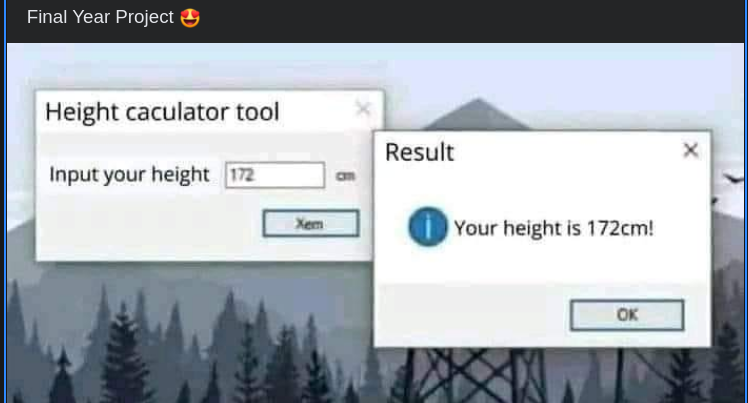 Final Year Project 🤩
Height caculator tool
Input your height 172 cm
Xem
Result
Your height is 172cm!
OK